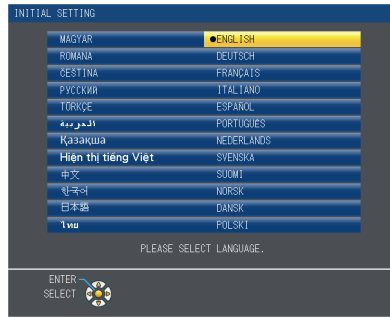 INITIAL SETTING
MAGYAR ●ENGLISH
ROMANA DEUTSCH
ČEŠTINA FRANÇAIS
РУССКИЙ ITALIANO
TÜRKÇE ESPAÑOL
العربية PORTUGUÊS
Қазақша NEDERLANDS
Hiện thị tiếng Việt SVENSKA
中文 SUOMI
한국어 NORSK
日本語 DANSK
ไทย POLSKI
PLEASE SELECT LANGUAGE.
ENTER
SELECT